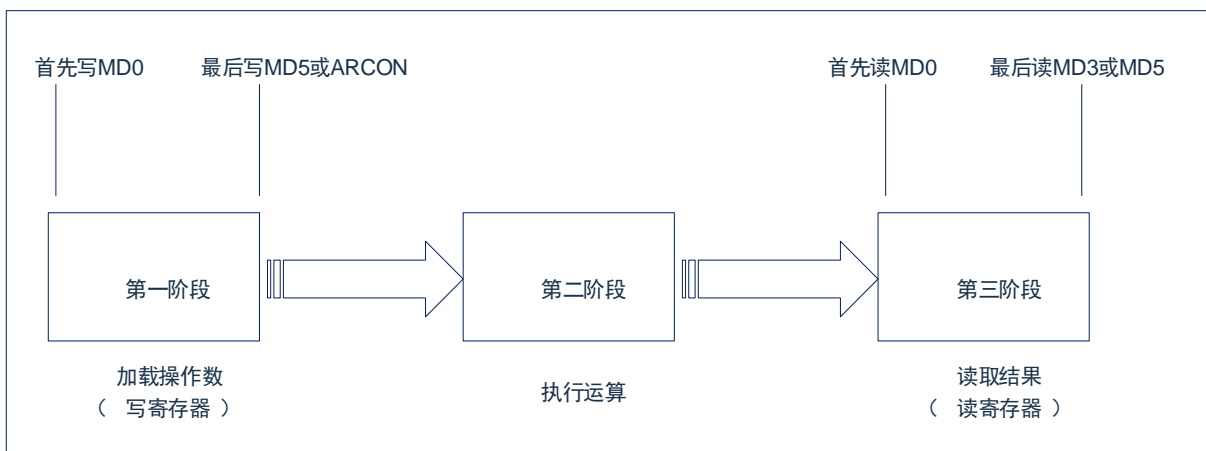 首先写MD0
最后写MD5或ARCON
首先读MD0
最后读MD3或MD5
第一阶段
第二阶段
第三阶段
加载操作数
（ 写寄存器 ）
执行运算
读取结果
（ 读寄存器 ）